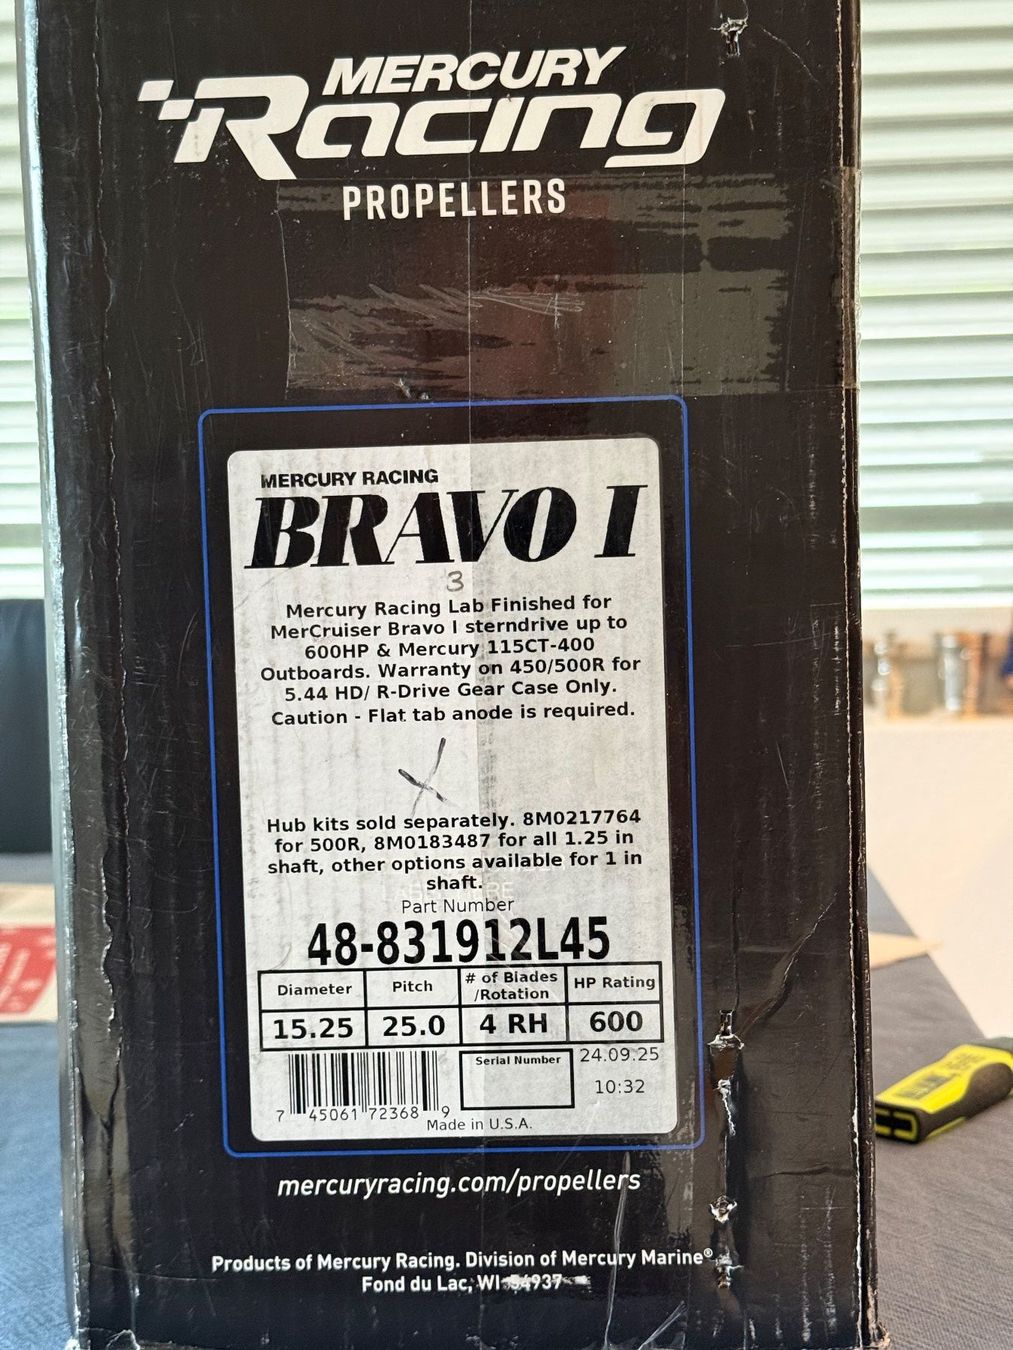 MERCURY
Racing
PROPELLERS
MERCURY RACING
BRAVO I
3
Mercury Racing Lab Finished for
MerCruiser Bravo I sterndrive up to
600HP & Mercury 115CT-400
Outboards. Warranty on 450/500R for
5.44 HD/ R-Drive Gear Case Only.
Caution - Flat tab anode is required.
X
Hub kits sold separately. 8M0217764
for 500R, 8M0183487 for all 1.25 in
shaft, other options available for 1 in
shaft.
Part Number
48-831912L45
Diameter Pitch # of Blades /Rotation HP Rating
15.25 25.0 4 RH 600
Serial Number 24.09.25
10:32
7 45061 72368 9
Made in U.S.A.
mercuryracing.com/propellers
Products of Mercury Racing. Division of Mercury Marine®
Fond du Lac, WI 54937